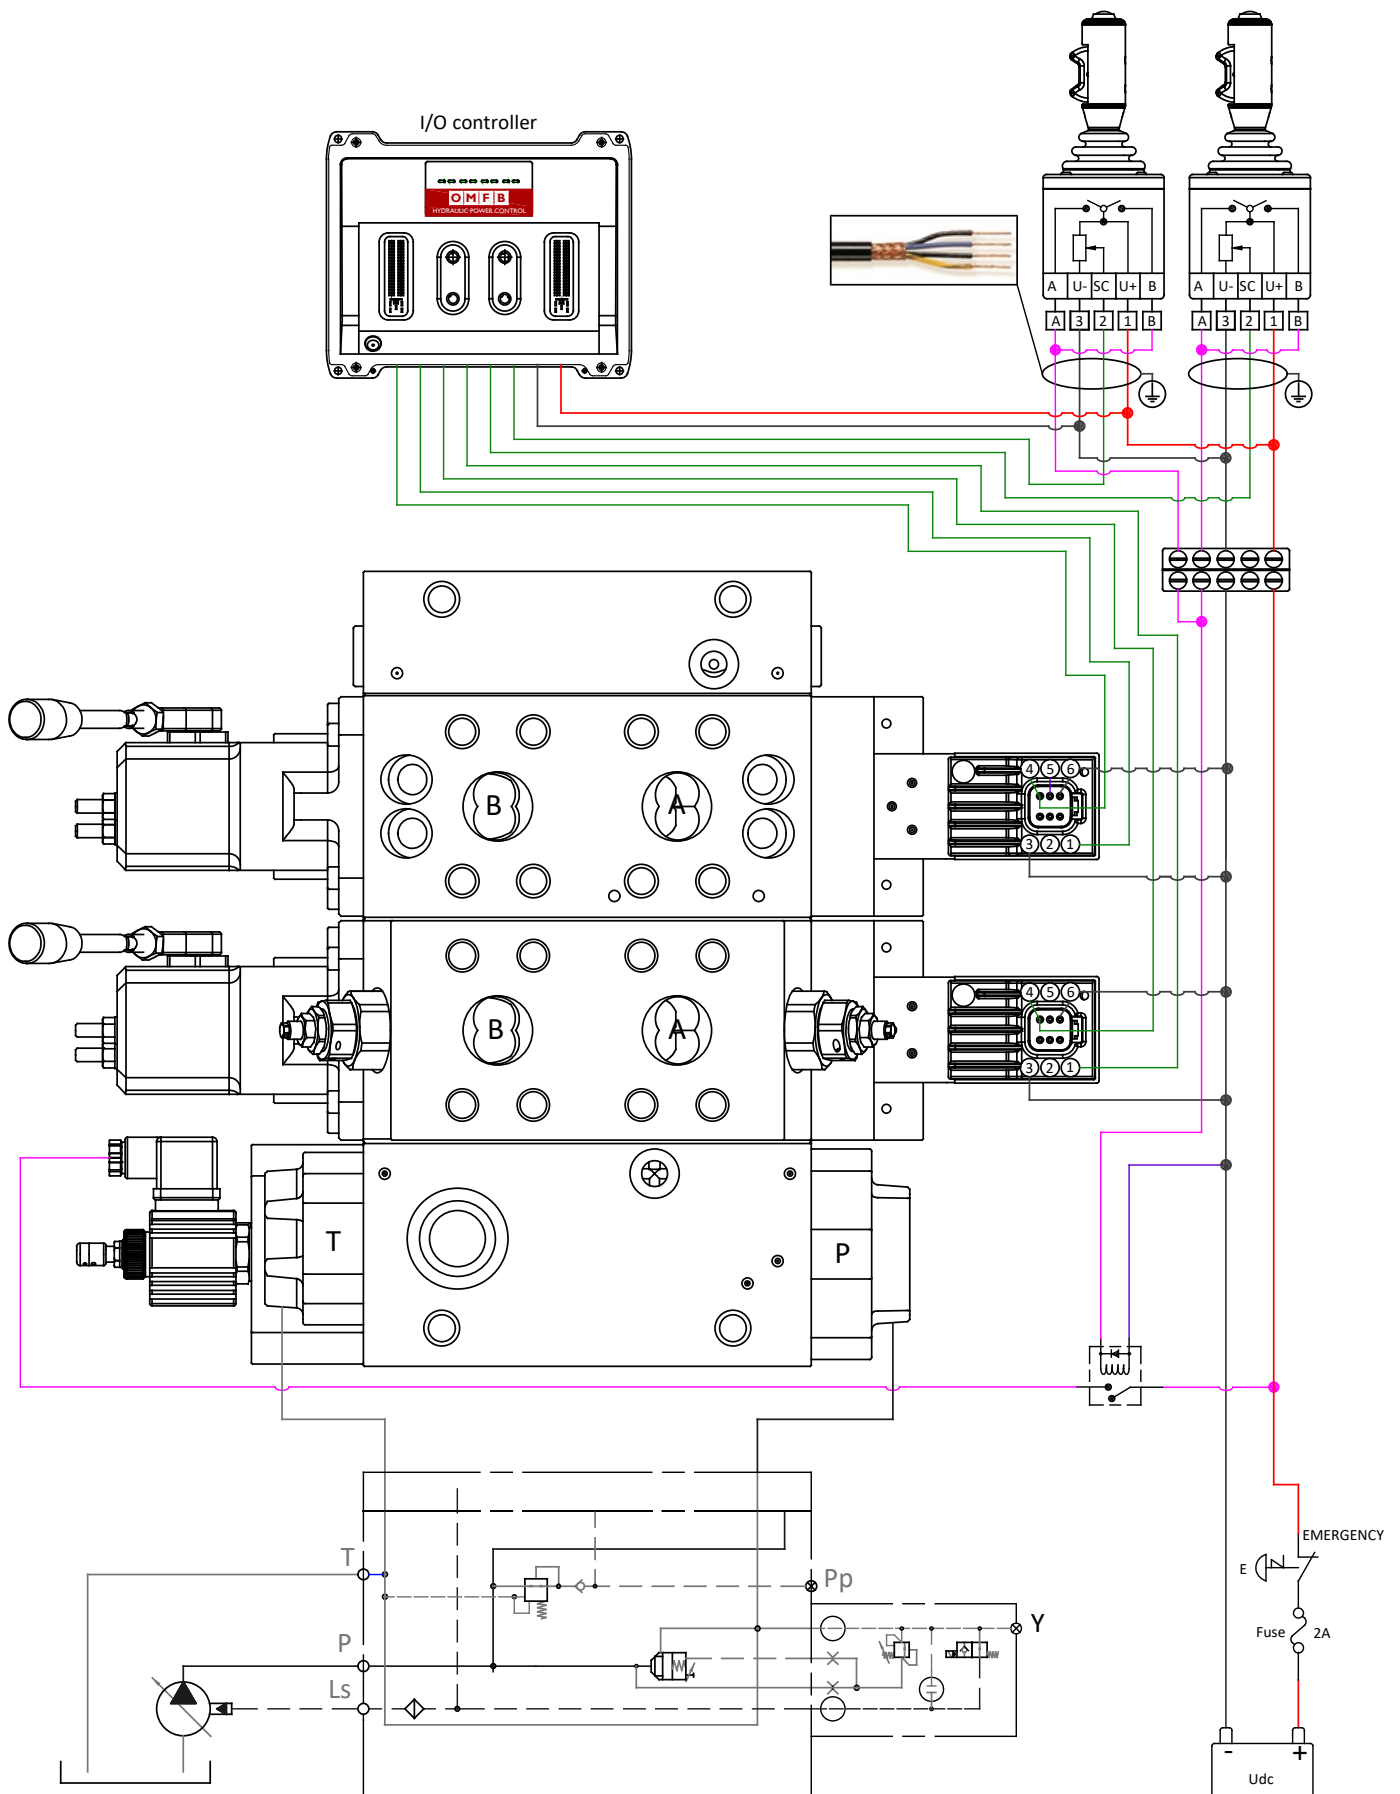 I/O controller
O M F B
HYDRAULIC POWER CONTROL
A U- SC U+ B
A 3 2 1 B
A U- SC U+ B
A 3 2 1 B
B A
4 5 6
3 2 1
B A
4 5 6
3 2 1
T P
EMERGENCY
E
Fuse 2A
T
Pp
Y
P
Ls
- +
Udc